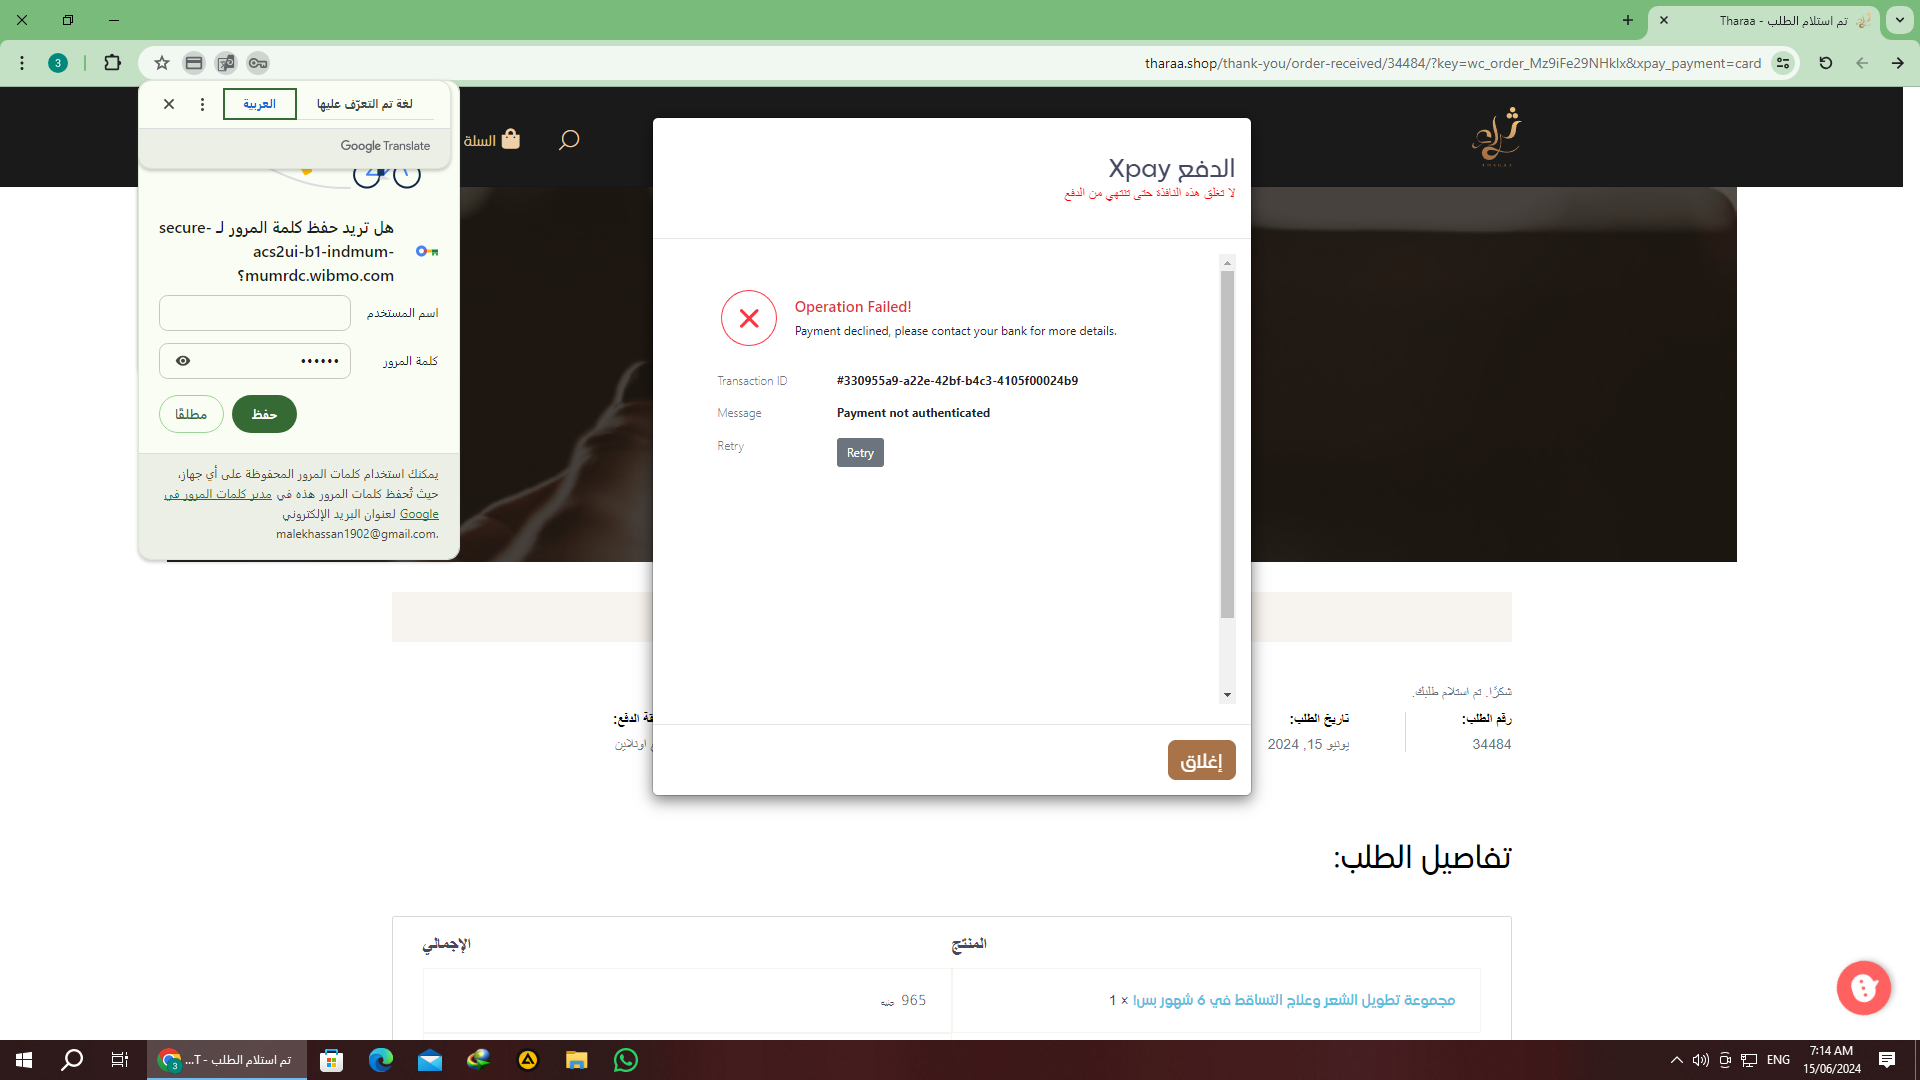 تم استلام الطلب - Tharaa
3
tharaa.shop/thank-you/order-received/34484/?key=wc_order_Mz9iFe29NHklx&xpay_payment=card
لغة تم التعرّف عليها
العربية
Google Translate
هل تريد حفظ كلمة المرور لـ secure-
acs2ui-b1-indmum-
mumrdc.wibmo.com؟
اسم المستخدم
كلمة المرور
••••••
حفظ
مطلقًا
يمكنك استخدام كلمات المرور المحفوظة على أي جهاز،
حيث تُحفظ كلمات المرور هذه في مدير كلمات المرور في
Google لعنوان البريد الإلكتروني
malekhassan1902@gmail.com.
السلة
الدفع Xpay
لا تغلق هذه النافذة حتى تنتهي من الدفع
Operation Failed!
Payment declined, please contact your bank for more details.
Transaction ID
#330955a9-a22e-42bf-b4c3-4105f00024b9
Message
Payment not authenticated
Retry
Retry
إغلاق
شكرًا. تم استلام طلبك.
رقم الطلب:
34484
تاريخ الطلب:
يونيو 15, 2024
الدفع:
اونلاين
تفاصيل الطلب:
المنتج
الإجمالي
مجموعة تطويل الشعر وعلاج التساقط في 6 شهور بس! × 1
965 جنيه
تم استلام الطلب - T...
3
ENG
7:14 AM
15/06/2024